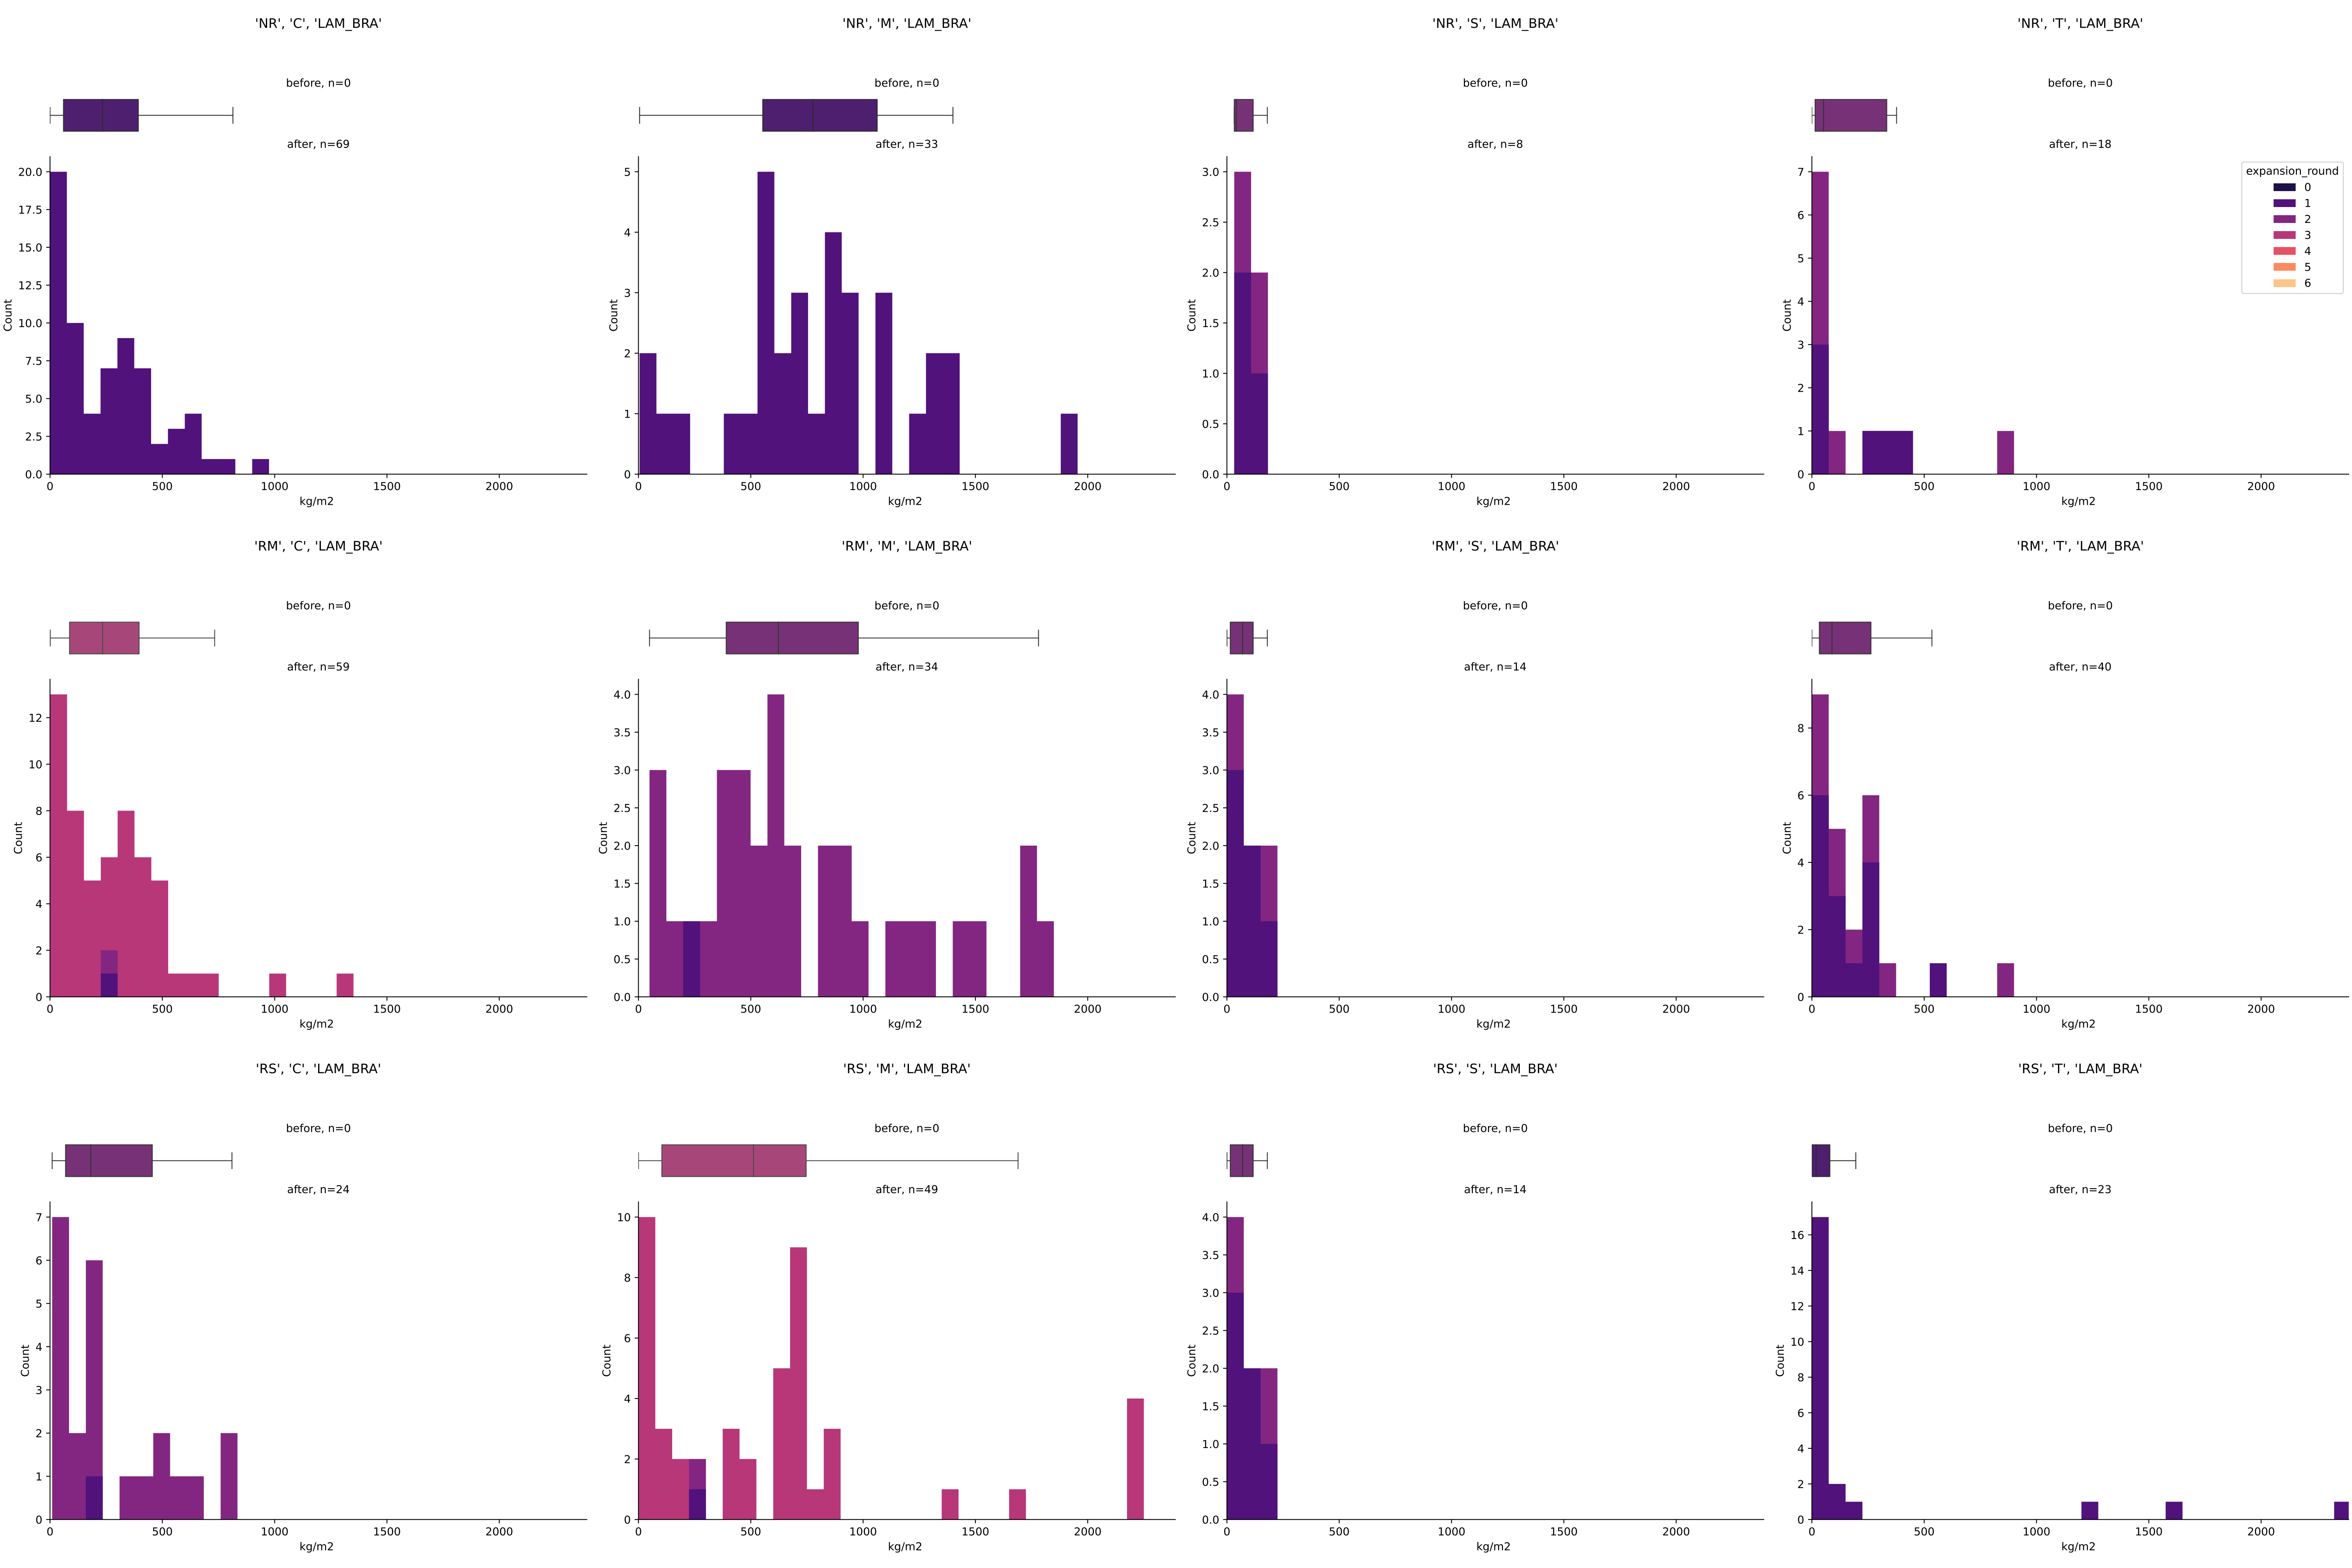 'NR', 'C', 'LAM_BRA'
before, n=0
after, n=69
20.0
17.5
15.0
12.5
10.0
7.5
5.0
2.5
0.0
Count
0 500 1000 1500 2000
kg/m2
'NR', 'M', 'LAM_BRA'
before, n=0
after, n=33
5
4
3
2
1
0
Count
0 500 1000 1500 2000
kg/m2
'NR', 'S', 'LAM_BRA'
before, n=0
after, n=8
3.0
2.5
2.0
1.5
1.0
0.5
0.0
Count
0 500 1000 1500 2000
kg/m2
'NR', 'T', 'LAM_BRA'
before, n=0
after, n=18
7
6
5
4
3
2
1
0
Count
0 500 1000 1500 2000
kg/m2
expansion_round
0
1
2
3
4
5
6
'RM', 'C', 'LAM_BRA'
before, n=0
after, n=59
12
10
8
6
4
2
0
Count
0 500 1000 1500 2000
kg/m2
'RM', 'M', 'LAM_BRA'
before, n=0
after, n=34
4.0
3.5
3.0
2.5
2.0
1.5
1.0
0.5
0.0
Count
0 500 1000 1500 2000
kg/m2
'RM', 'S', 'LAM_BRA'
before, n=0
after, n=14
4.0
3.5
3.0
2.5
2.0
1.5
1.0
0.5
0.0
Count
0 500 1000 1500 2000
kg/m2
'RM', 'T', 'LAM_BRA'
before, n=0
after, n=40
8
6
4
2
0
Count
0 500 1000 1500 2000
kg/m2
'RS', 'C', 'LAM_BRA'
before, n=0
after, n=24
7
6
5
4
3
2
1
0
Count
0 500 1000 1500 2000
kg/m2
'RS', 'M', 'LAM_BRA'
before, n=0
after, n=49
10
8
6
4
2
0
Count
0 500 1000 1500 2000
kg/m2
'RS', 'S', 'LAM_BRA'
before, n=0
after, n=14
4.0
3.5
3.0
2.5
2.0
1.5
1.0
0.5
0.0
Count
0 500 1000 1500 2000
kg/m2
'RS', 'T', 'LAM_BRA'
before, n=0
after, n=23
16
14
12
10
8
6
4
2
0
Count
0 500 1000 1500 2000
kg/m2